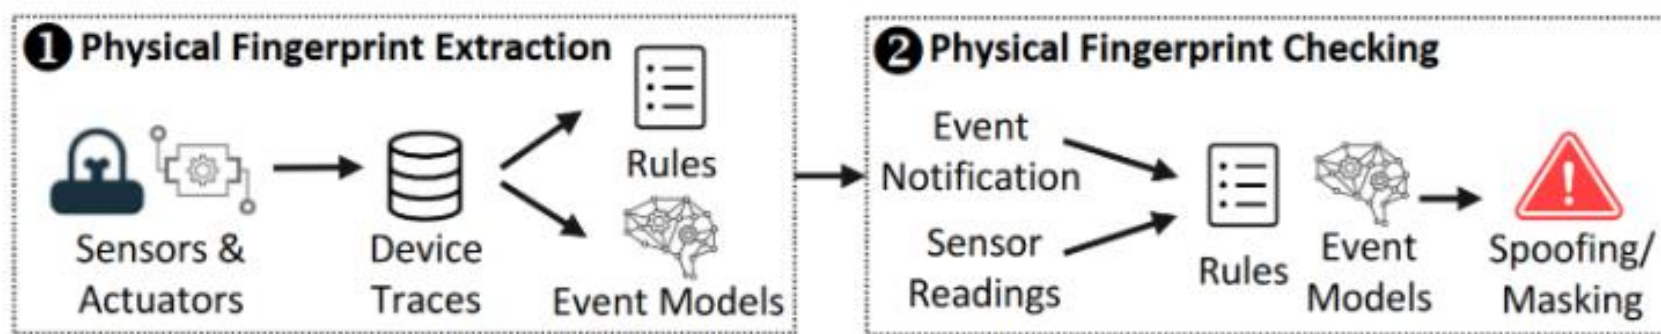 ❶ Physical Fingerprint Extraction
Rules
Sensors &
Actuators
Device
Traces
Event Models
❷ Physical Fingerprint Checking
Event
Notification
Sensor
Readings
Rules
Event
Models
Spoofing/
Masking